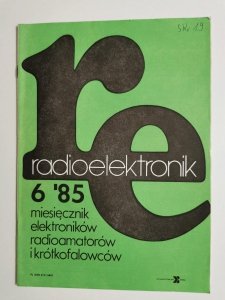 re
radioelektronik
6 '85
miesięcznik
elektroników
radioamatorów
i krótkofalowców